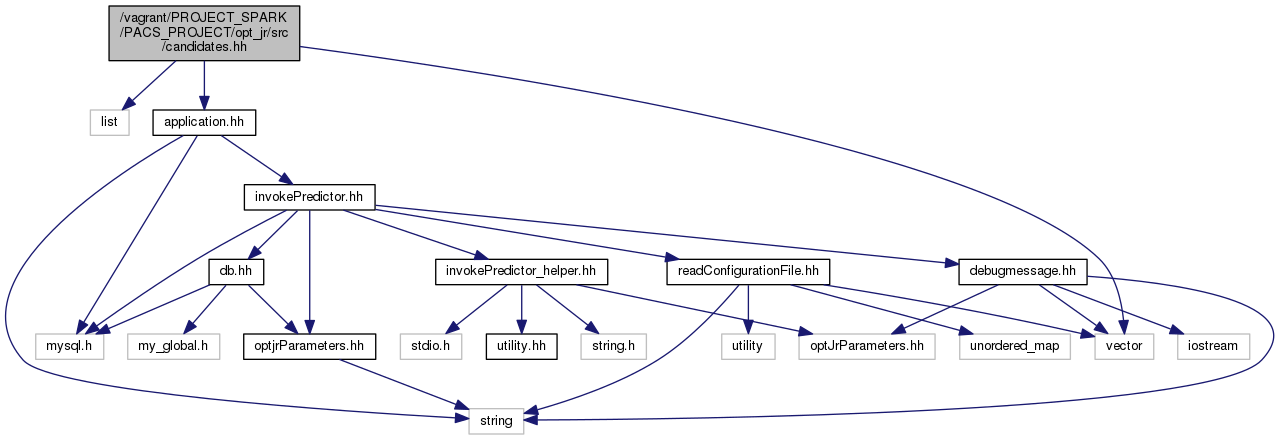 /vagrant/PROJECT_SPARK
/PACS_PROJECT/opt_jr/src
/candidates.hh
list
application.hh
invokePredictor.hh
db.hh
invokePredictor_helper.hh
readConfigurationFile.hh
debugmessage.hh
mysql.h
my_global.h
optjrParameters.hh
stdio.h
utility.hh
string.h
utility
optJrParameters.hh
unordered_map
vector
iostream
string